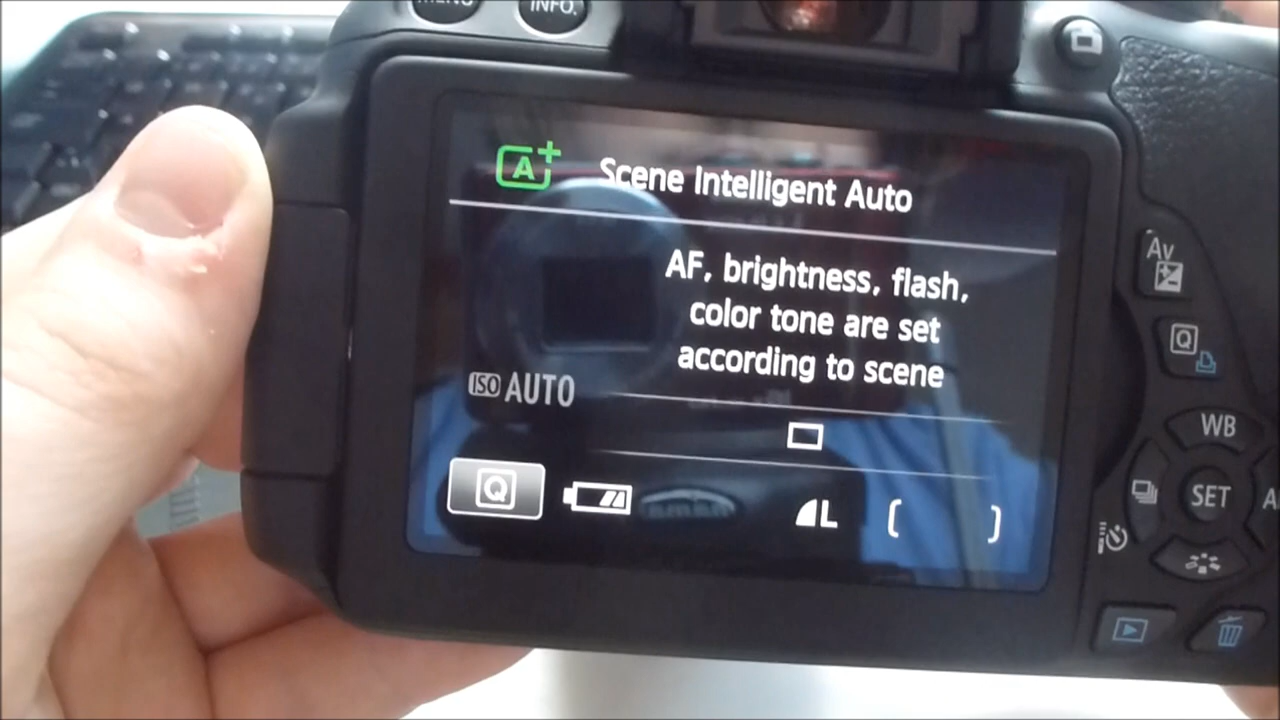 MENU
INFO.
A+ Scene Intelligent Auto
AF, brightness, flash,
color tone are set
according to scene
ISO AUTO
Q
L [ ]
Av
Q
WB
SET
A